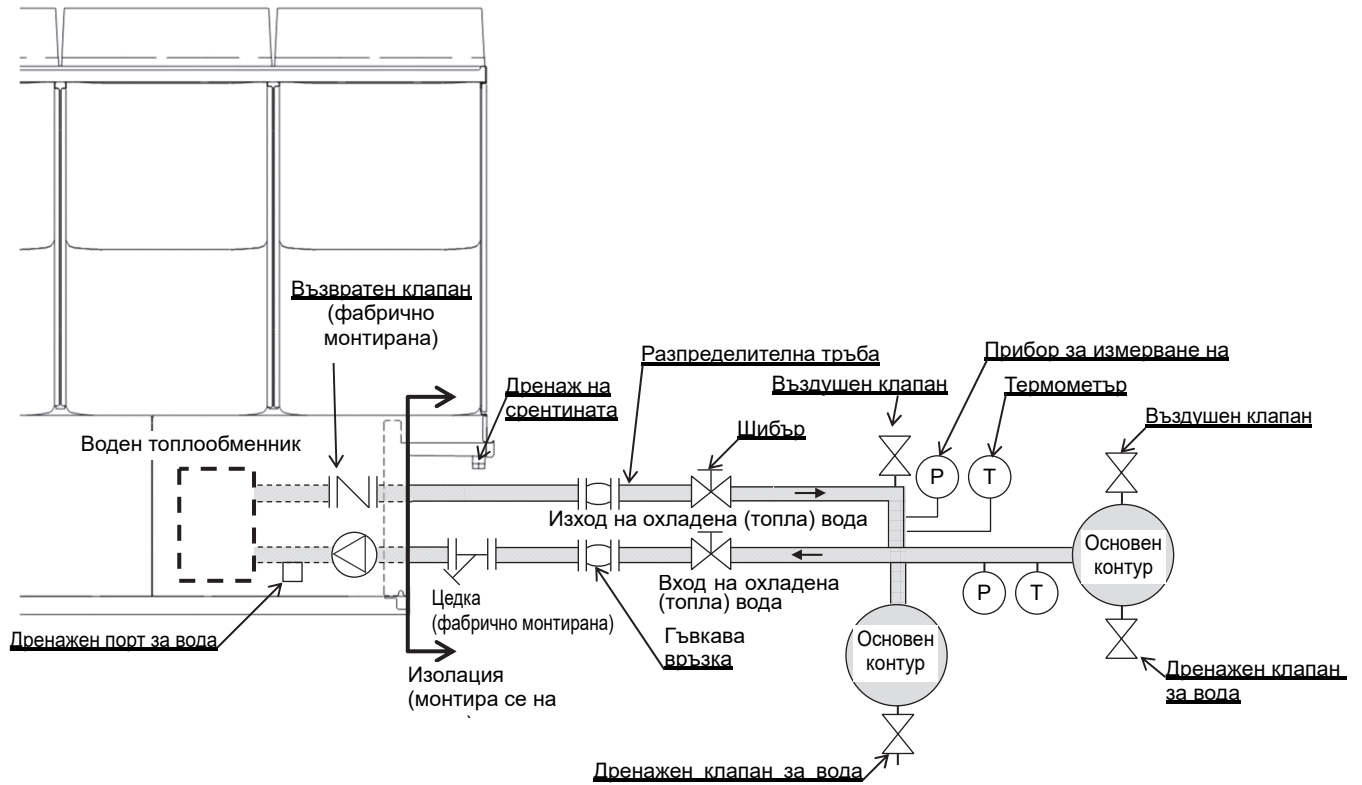 Възвратен клапан
(фабрично
монтирана)
Разпределителна тръба
Прибор за измерване на
Въздушен клапан
Термометър
Дренаж на
срентината
Въздушен клапан
Шибър
Воден топлообменник
P
T
Изход на охладена (топла) вода
Основен
контур
Вход на охладена
(топла) вода
P
T
Цедка
(фабрично монтирана)
Гъвкава
връзка
Дренажен порт за вода
Основен
контур
Изолация
(монтира се на
Дренажен клапан
за вода
Дренажен клапан за вода